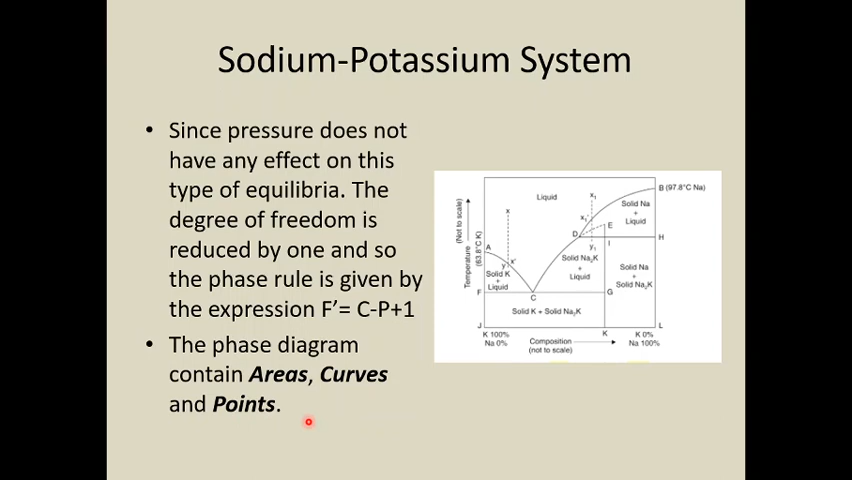 Sodium-Potassium System
• Since pressure does not
have any effect on this
type of equilibria. The
degree of freedom is
reduced by one and so
the phase rule is given by
the expression F’= C-P+1
• The phase diagram
contain Areas, Curves
and Points.
(Not to scale)
Temperature
(63.8°C K)
Liquid
x
x₁
x₁'
B (97.8°C Na)
Solid Na
+
Liquid
A
D
E
y
x'
y₁
I
H
Solid K
+
Liquid
Solid Na₂K
+
Liquid
Solid Na
+
Solid Na₂K
F
C
G
Solid K + Solid Na₂K
J
K
L
K 100%
Na 0%
Composition
(not to scale)
K 0%
Na 100%